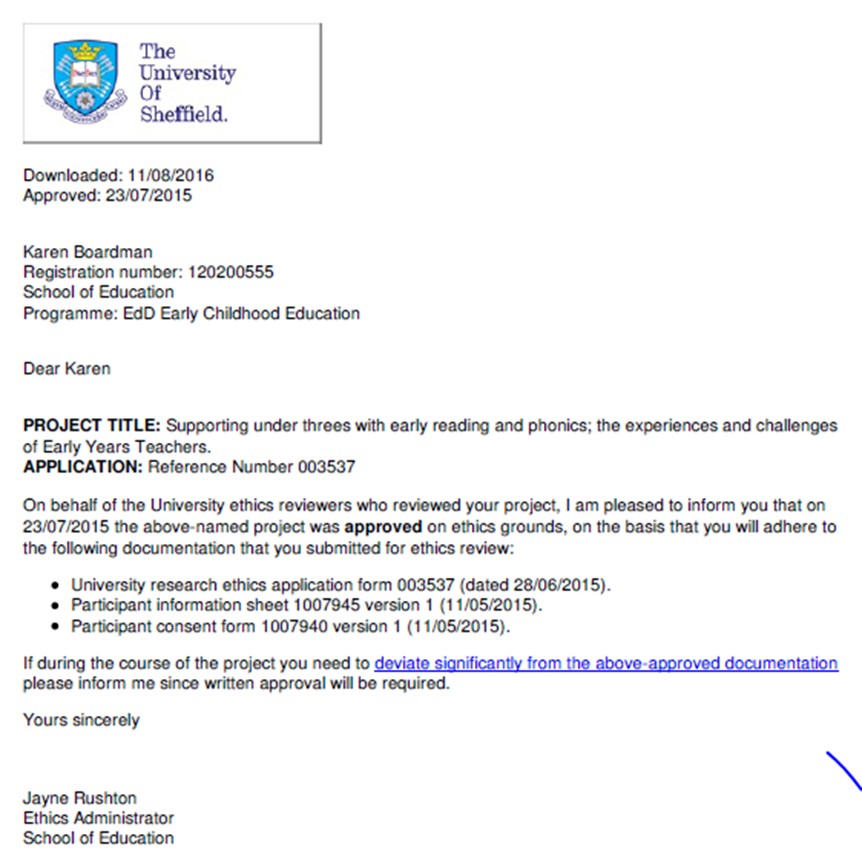 The
University
Of
Sheffield.
Downloaded: 11/08/2016
Approved: 23/07/2015
Karen Boardman
Registration number: 120200555
School of Education
Programme: EdD Early Childhood Education
Dear Karen
PROJECT TITLE: Supporting under threes with early reading and phonics; the experiences and challenges
of Early Years Teachers.
APPLICATION: Reference Number 003537
On behalf of the University ethics reviewers who reviewed your project, I am pleased to inform you that on
23/07/2015 the above-named project was approved on ethics grounds, on the basis that you will adhere to
the following documentation that you submitted for ethics review:
• University research ethics application form 003537 (dated 28/06/2015).
• Participant information sheet 1007945 version 1 (11/05/2015).
• Participant consent form 1007940 version 1 (11/05/2015).
If during the course of the project you need to deviate significantly from the above-approved documentation
please inform me since written approval will be required.
Yours sincerely
Jayne Rushton
Ethics Administrator
School of Education